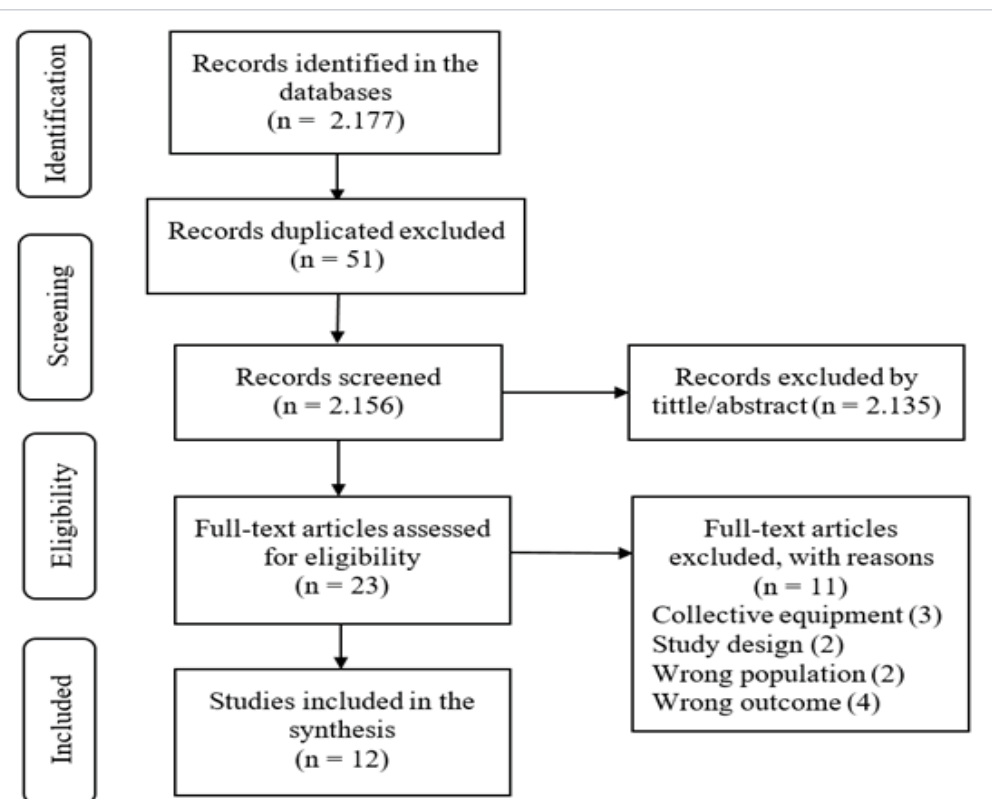 Identification
Records identified in the
databases
(n =  2.177)
Records duplicated excluded
(n = 51)
Screening
Records screened
(n = 2.156)
Records excluded by
tittle/abstract (n = 2.135)
Eligibility
Full-text articles assessed
for eligibility
(n = 23)
Full-text articles
excluded, with reasons
(n = 11)
Collective equipment (3)
Study design (2)
Wrong population (2)
Wrong outcome (4)
Included
Studies included in the
synthesis
(n = 12)